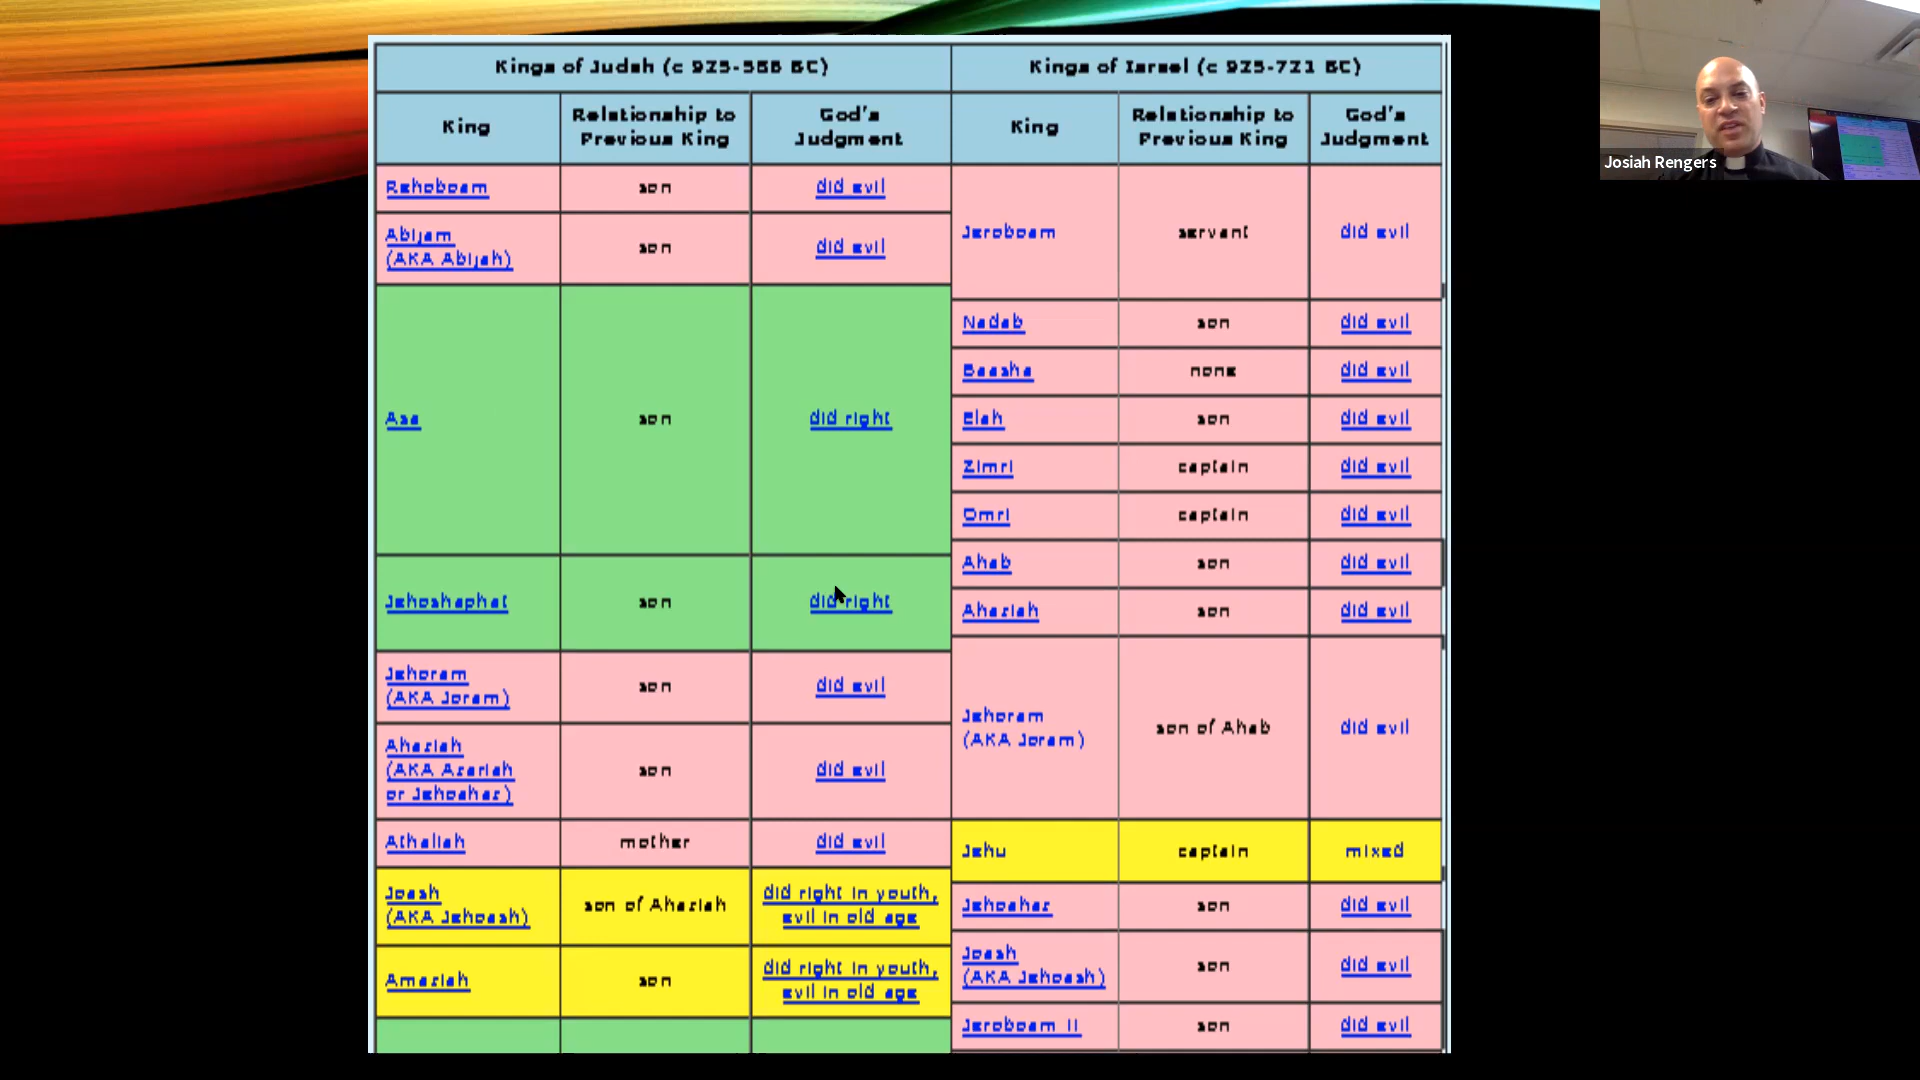 Kings of Judah (c 925-586 BC)
Kings of Israel (c 925-721 BC)
King
Relationship to
Previous King
God's
Judgment
King
Relationship to
Previous King
God's
Judgment
Rehoboam
son
did evil
Abijam
(AKA Abijah)
son
did evil
Asa
son
did right
Jehoshaphat
son
did right
Jehoram
(AKA Joram)
son
did evil
Ahaziah
(AKA Azariah
or Jehoahaz)
son
did evil
Athaliah
mother
did evil
Joash
(AKA Jehoash)
son of Ahaziah
did right in youth,
evil in old age
Amaziah
son
did right in youth,
evil in old age
Jeroboam
servant
did evil
Nadab
son
did evil
Baasha
none
did evil
Elah
son
did evil
Zimri
captain
did evil
Omri
captain
did evil
Ahab
son
did evil
Ahaziah
son
did evil
Jehoram
(AKA Joram)
son of Ahab
did evil
Jehu
captain
mixed
Jehoahaz
son
did evil
Joash
(AKA Jehoash)
son
did evil
Jeroboam II
son
did evil
Josiah Rengers